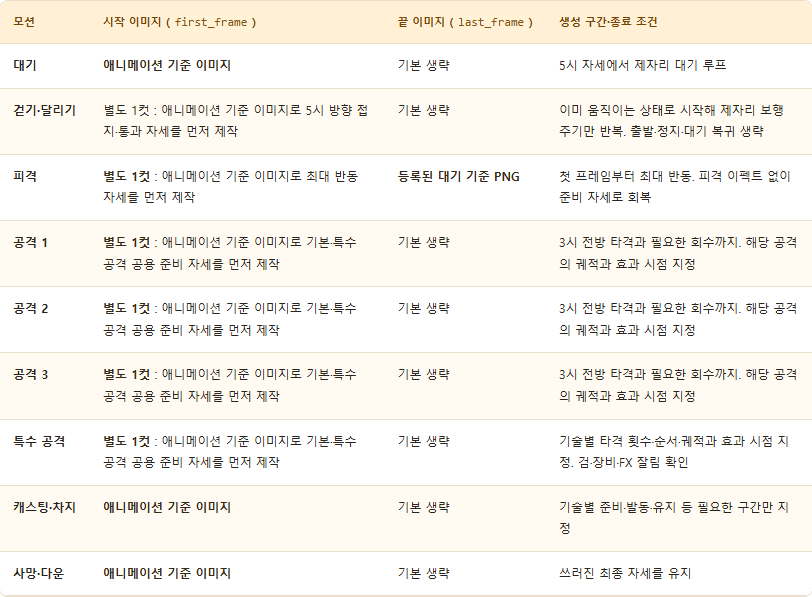 모션 시작 이미지 ( first_frame ) 끝 이미지 ( last_frame ) 생성 구간·종료 조건
대기 애니메이션 기준 이미지 기본 생략 5시 자세에서 제자리 대기 루프
걷기·달리기 별도 1컷 : 애니메이션 기준 이미지로 5시 방향 접지·통과 자세를 먼저 제작 기본 생략 이미 움직이는 상태로 시작해 제자리 보행 주기만 반복. 출발·정지·대기 복귀 생략
피격 별도 1컷 : 애니메이션 기준 이미지로 최대 반동 자세를 먼저 제작 등록된 대기 기준 PNG 첫 프레임부터 최대 반동. 피격 이펙트 없이 준비 자세로 회복
공격 1 별도 1컷 : 애니메이션 기준 이미지로 기본·특수 공격 공용 준비 자세를 먼저 제작 기본 생략 3시 전방 타격과 필요한 회수까지. 해당 공격의 궤적과 효과 시점 지정
공격 2 별도 1컷 : 애니메이션 기준 이미지로 기본·특수 공격 공용 준비 자세를 먼저 제작 기본 생략 3시 전방 타격과 필요한 회수까지. 해당 공격의 궤적과 효과 시점 지정
공격 3 별도 1컷 : 애니메이션 기준 이미지로 기본·특수 공격 공용 준비 자세를 먼저 제작 기본 생략 3시 전방 타격과 필요한 회수까지. 해당 공격의 궤적과 효과 시점 지정
특수 공격 별도 1컷 : 애니메이션 기준 이미지로 기본·특수 공격 공용 준비 자세를 먼저 제작 기본 생략 기술별 타격 횟수·순서·궤적과 효과 시점 지정. 검·장비·FX 잘림 확인
캐스팅·차지 애니메이션 기준 이미지 기본 생략 기술별 준비·발동·유지 등 필요한 구간만 지정
사망·다운 애니메이션 기준 이미지 기본 생략 쓰러진 최종 자세를 유지